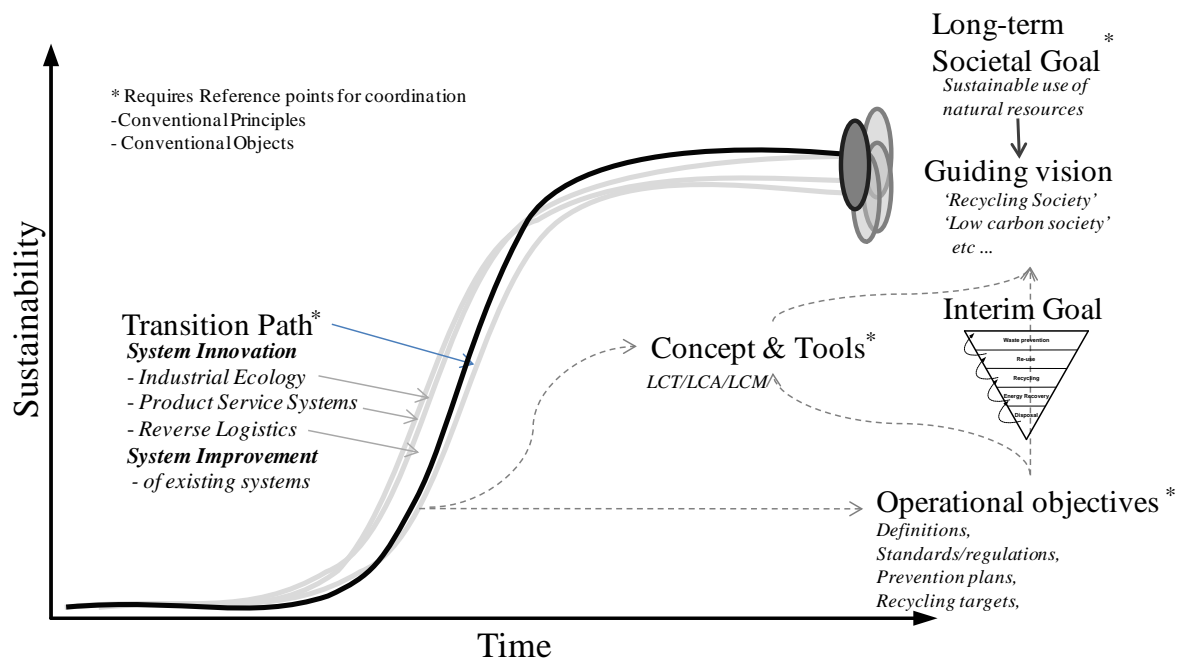 Long-term
Societal Goal *
Sustainable use of
natural resources
* Requires Reference points for coordination
-Conventional Principles
- Conventional Objects
Guiding vision
‘Recycling Society’
‘Low carbon society’
etc ...
Sustainability
Interim Goal
Waste prevention
Re-use
Recycling
Energy Recovery
Disposal
Transition Path*
System Innovation
- Industrial Ecology
- Product Service Systems
- Reverse Logistics
System Improvement
- of existing systems
Concept & Tools*
LCT/LCA/LCM
Operational objectives *
Definitions,
Standards/regulations,
Prevention plans,
Recycling targets,
Time